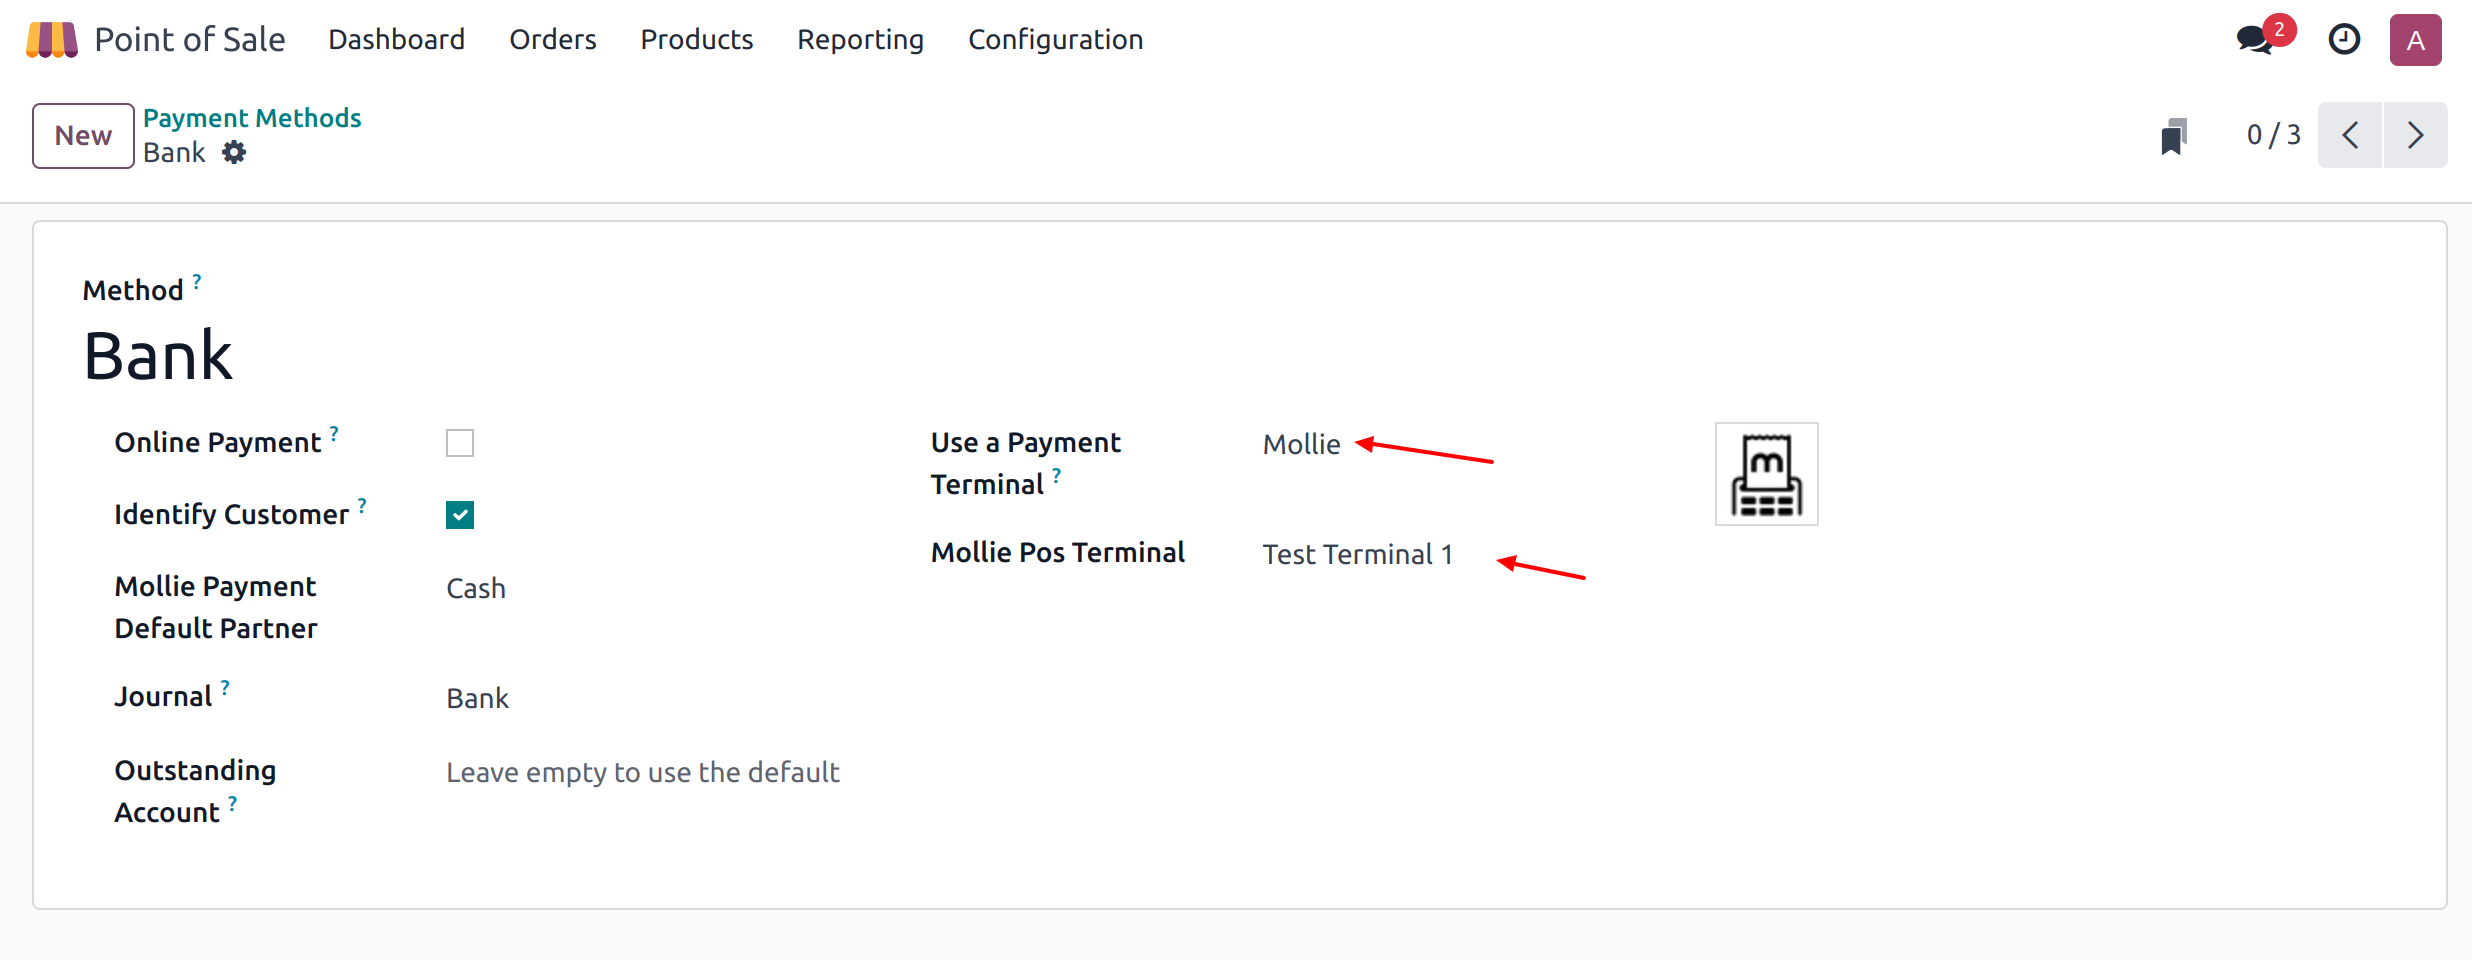 Point of Sale Dashboard Orders Products Reporting Configuration 2 A
New Payment Methods
Bank 0 / 3
Method ?
Bank
Online Payment ?
Identify Customer ?
Mollie Payment Default Partner Cash
Journal ? Bank
Outstanding Account ? Leave empty to use the default
Use a Payment Terminal ? Mollie
m
Mollie Pos Terminal Test Terminal 1